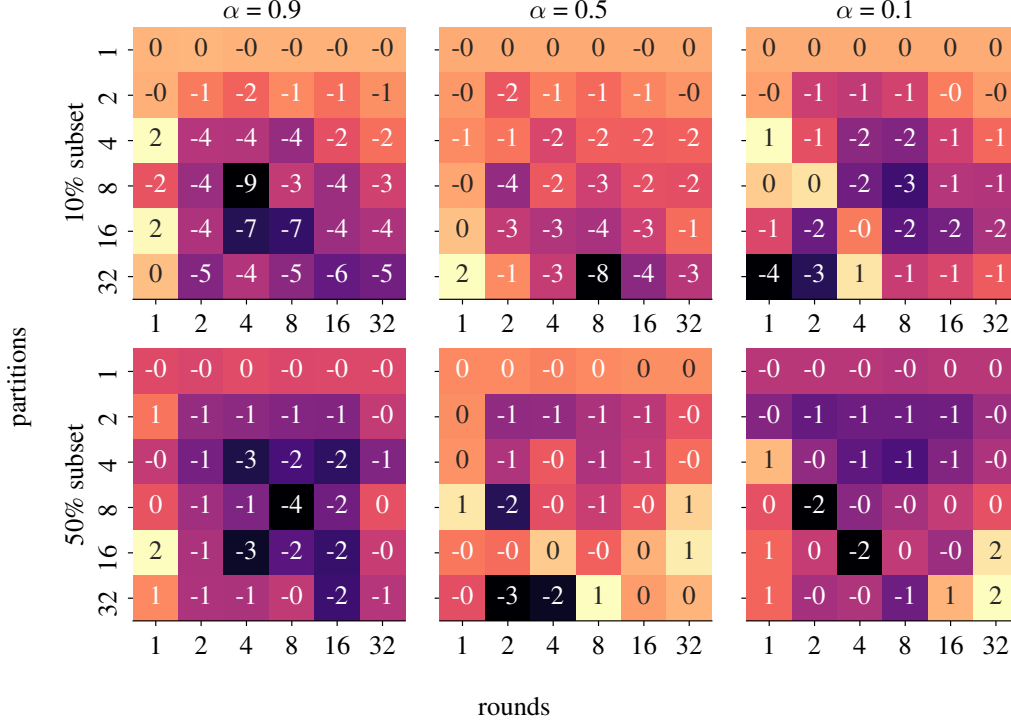 α = 0.9 α = 0.5 α = 0.1
1 0 0 -0 -0 -0 -0 -0 0 0 0 -0 0 0 0 0 0 0 0
2 -0 -1 -2 -1 -1 -1 -0 -2 -1 -1 -1 -0 -0 -1 -1 -1 -0 -0
4 2 -4 -4 -4 -2 -2 -1 -1 -2 -2 -2 -2 1 -1 -2 -2 -1 -1
8 -2 -4 -9 -3 -4 -3 -0 -4 -2 -3 -2 -2 0 0 -2 -3 -1 -1
16 2 -4 -7 -7 -4 -4 0 -3 -3 -4 -3 -1 -1 -2 -0 -2 -2 -2
32 0 -5 -4 -5 -6 -5 2 -1 -3 -8 -4 -3 -4 -3 1 -1 -1 -1
10% subset
1 2 4 8 16 32 1 2 4 8 16 32 1 2 4 8 16 32
partitions
1 -0 -0 0 -0 -0 -0 0 0 -0 0 0 0 -0 -0 -0 -0 0 0
2 1 -1 -1 -1 -1 -0 0 -1 -1 -1 -1 -0 -0 -1 -1 -1 -1 -0
4 -0 -1 -3 -2 -2 -1 0 -1 -0 -1 -1 -0 1 -0 -1 -1 -1 -0
8 0 -1 -1 -4 -2 0 1 -2 -0 -1 -0 1 0 -2 -0 -0 0 0
16 2 -1 -3 -2 -2 -0 -0 -0 0 -0 0 1 1 0 -2 0 -0 2
32 1 -1 -1 -0 -2 -1 -0 -3 -2 1 0 0 1 -0 -0 -1 1 2
50% subset
1 2 4 8 16 32 1 2 4 8 16 32 1 2 4 8 16 32
rounds